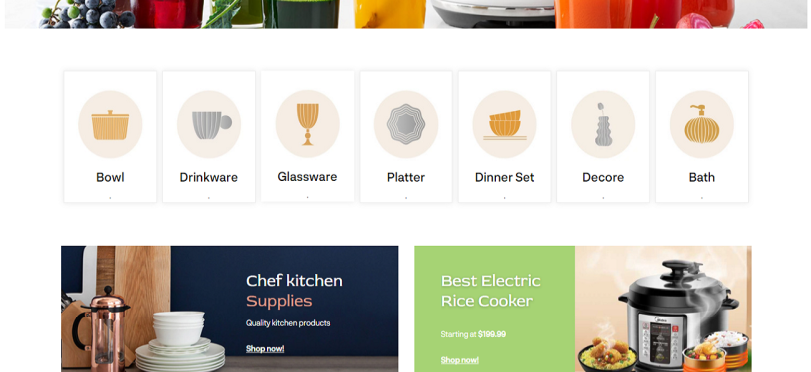 Bowl
Drinkware
Glassware
Platter
Dinner Set
Decore
Bath
Chef kitchen
Supplies
Quality kitchen products
Shop now!
Best Electric
Rice Cooker
Starting at $199.99
Shop now!
Midea